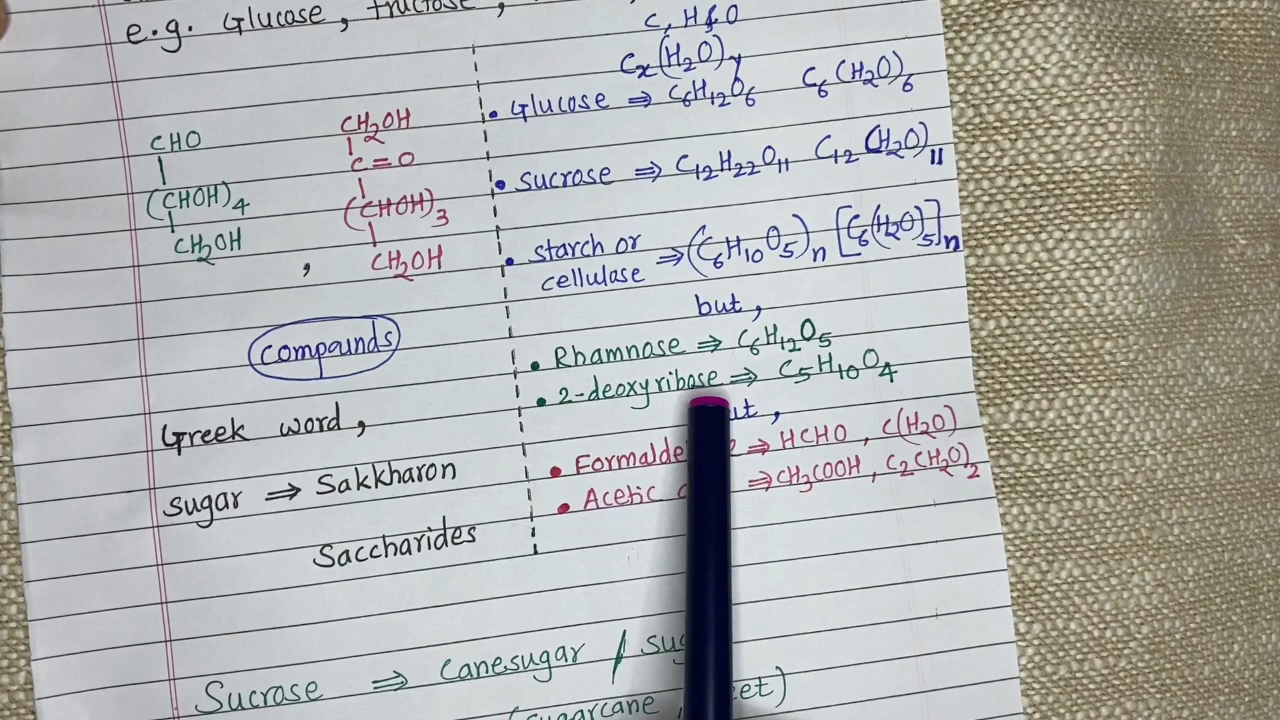 e.g. Glucose, fructose,
CHO
|
(CHOH)4
|
CH2OH
,
CH2OH
|
C=O
|
(CHOH)3
|
CH2OH
compounds
Greek word,
sugar ⇒ Sakkharon
Saccharides
C, H & O
Cx(H2O)y
• Glucose ⇒ C6H12O6 C6(H2O)6
• sucrose ⇒ C12H22O11 C12(H2O)11
• starch or
cellulase ⇒ (C6H10O5)n [C6(H2O)5]n
but,
• Rhamnose ⇒ C6H12O5
• 2-deoxyribose ⇒ C5H10O4
,
• ⇒ HCHO, C(H2O)
• Acetic ⇒ CH3COOH, C2(H2O)2
Sucrose ⇒ Canesugar /
(sugarcane, )